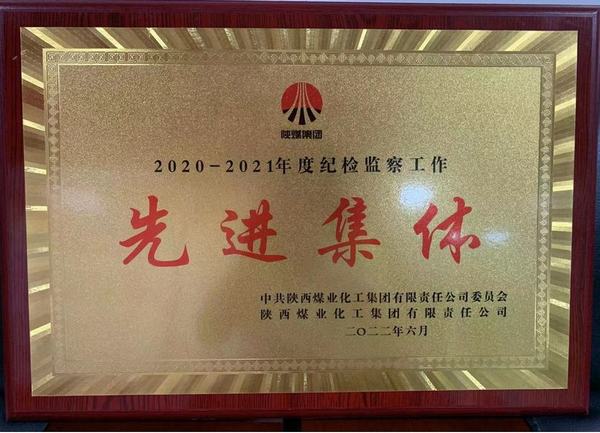 陕煤集团
2020-2021年度纪检监察工作
先进集体
中共陕西煤业化工集团有限责任公司委员会
陕西煤业化工集团有限责任公司
二〇二二年六月